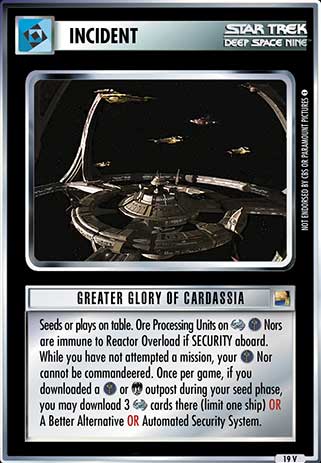 INCIDENT
STAR TREK
DEEP SPACE NINE
NOT ENDORSED BY CBS OR PARAMOUNT PICTURES
GREATER GLORY OF CARDASSIA
Seeds or plays on table. Ore Processing Units on Nors
are immune to Reactor Overload if SECURITY aboard.
While you have not attempted a mission, your Nor
cannot be commandeered. Once per game, if you
downloaded a or outpost during your seed phase,
you may download 3 cards there (limit one ship) OR
A Better Alternative OR Automated Security System.
19 V